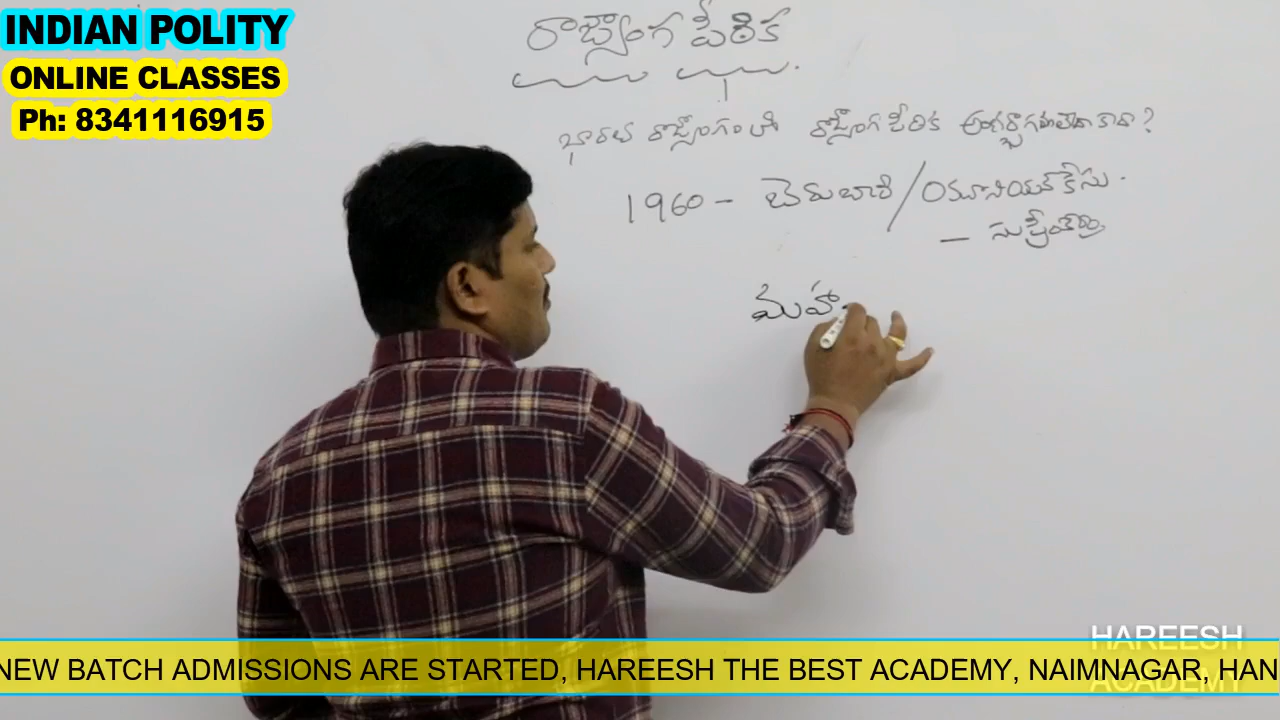 INDIAN POLITY
ONLINE CLASSES
Ph: 8341116915
రాజ్యాంగ పీఠిక
భారత రాజ్యాంగంలో రాజ్యాంగ పీఠిక అంతర్భాగమా కాదా?
1960 - బెరుబారి / యూనియన్ కేసు.
- సుప్రీంకోర్టు
మహా
HAREESH
NEW BATCH ADMISSIONS ARE STARTED, HAREESH THE BEST ACADEMY, NAIMNAGAR, HAN
ACADEMY